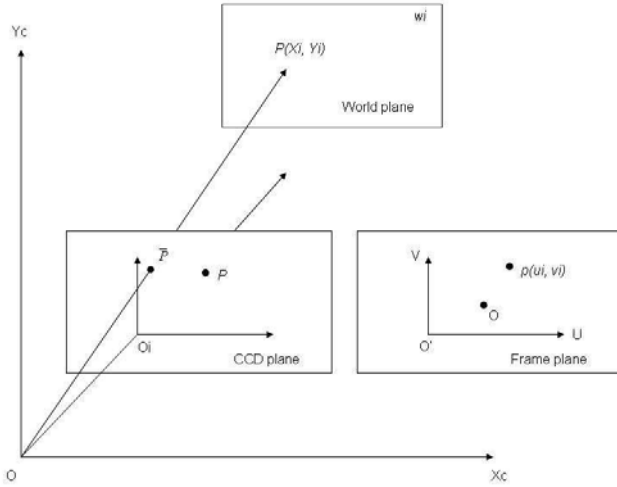 wi
Yc
P(Xi, Yi)
World plane
P̅
P
V
p(ui, vi)
O
Oi
O'
U
CCD plane
Frame plane
O
Xc